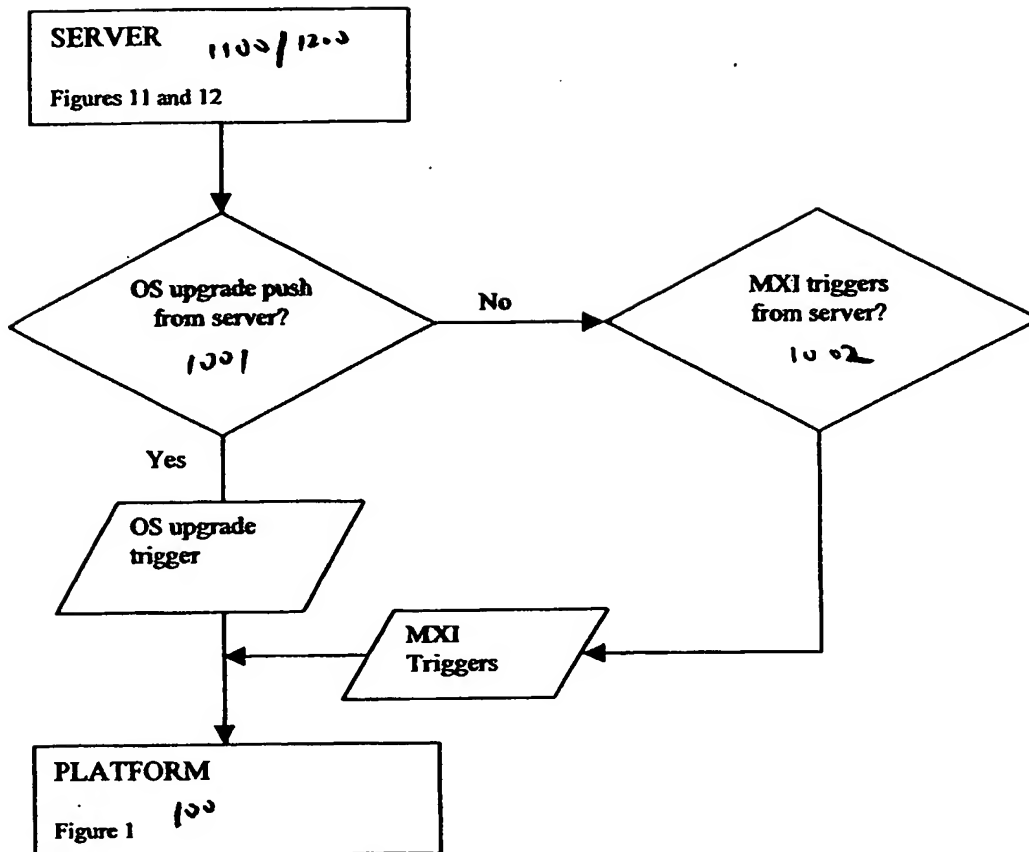 SERVER 1100/1200
Figures 11 and 12
OS upgrade push
from server?
1001
No
MXI triggers
from server?
1002
Yes
OS upgrade
trigger
MXI
Triggers
PLATFORM
Figure 1 100